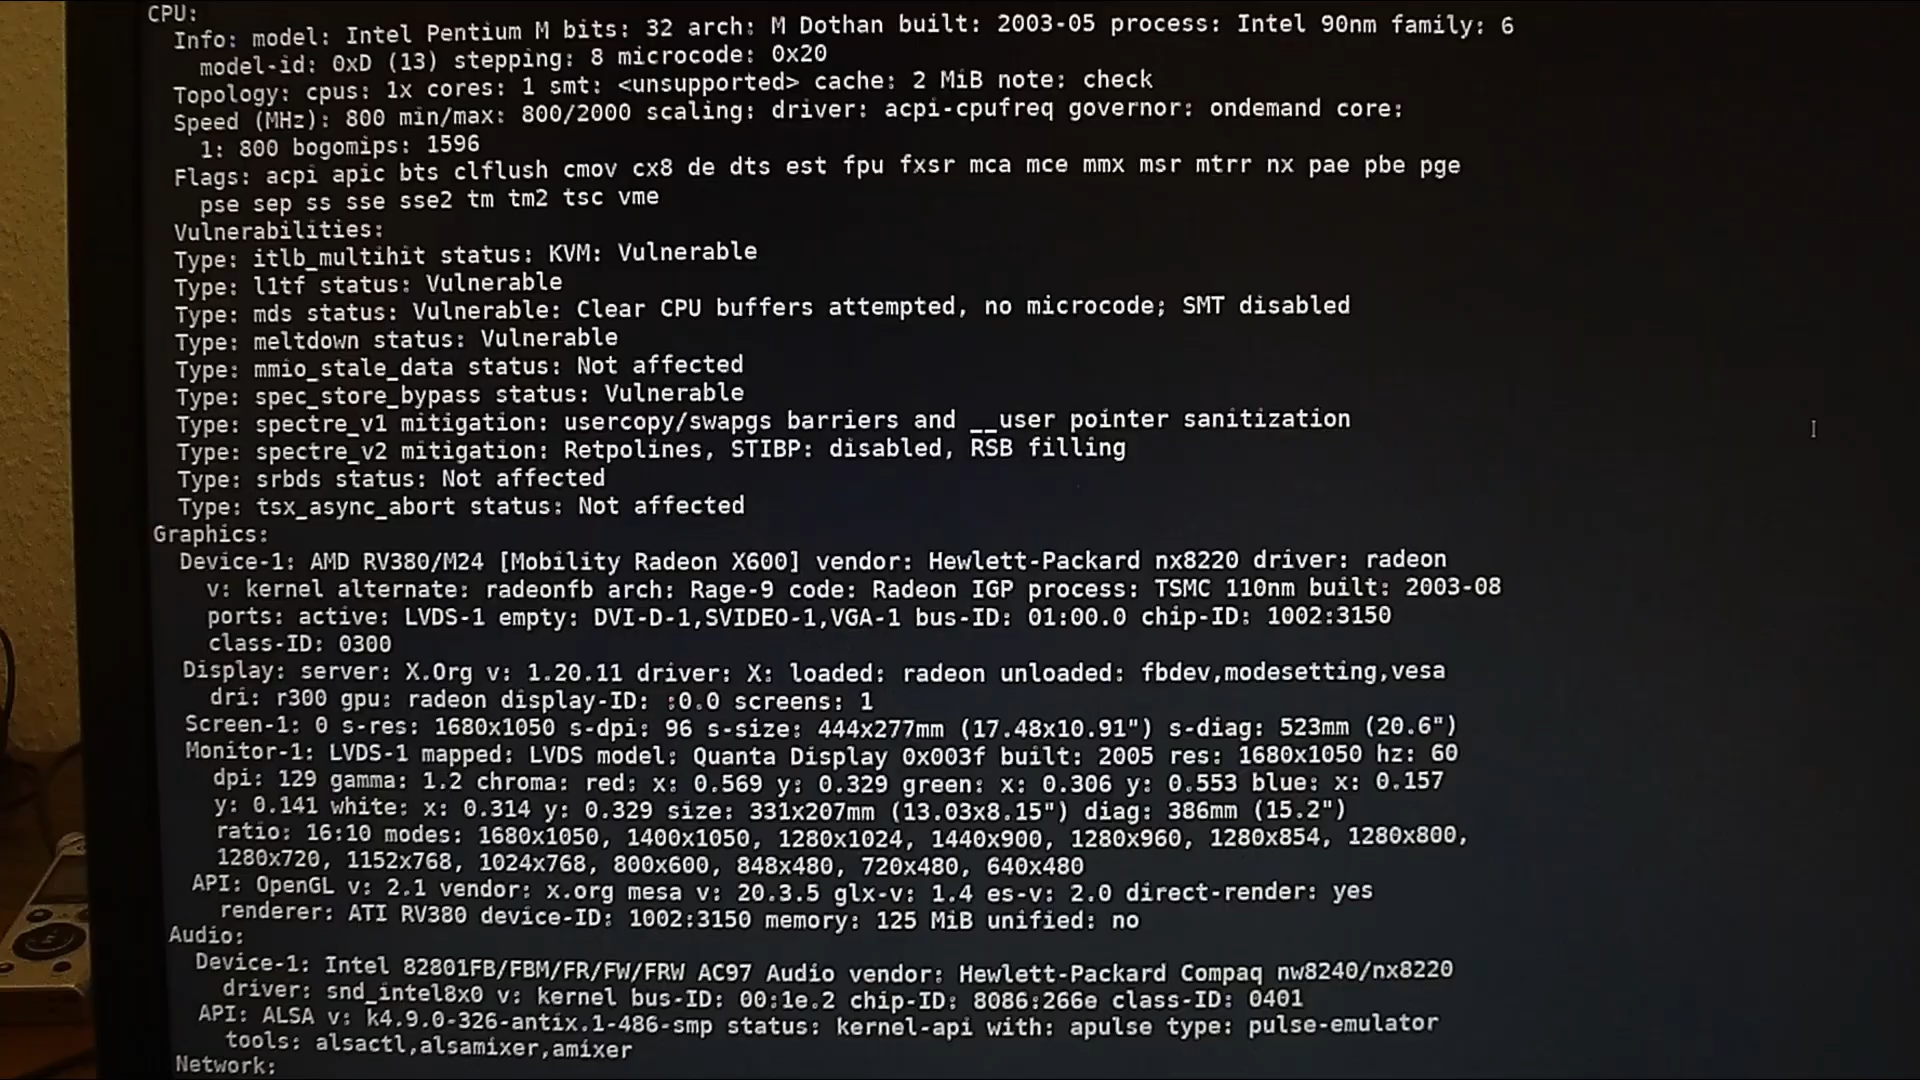 CPU:
Info: model: Intel Pentium M bits: 32 arch: M Dothan built: 2003-05 process: Intel 90nm family: 6
model-id: 0xD (13) stepping: 8 microcode: 0x20
Topology: cpus: 1x cores: 1 smt: <unsupported> cache: 2 MiB note: check
Speed (MHz): 800 min/max: 800/2000 scaling: driver: acpi-cpufreq governor: ondemand core:
1: 800 bogomips: 1596
Flags: acpi apic bts clflush cmov cx8 de dts est fpu fxsr mca mce mmx msr mtrr nx pae pbe pge
pse sep ss sse sse2 tm tm2 tsc vme
Vulnerabilities:
Type: itlb_multihit status: KVM: Vulnerable
Type: l1tf status: Vulnerable
Type: mds status: Vulnerable: Clear CPU buffers attempted, no microcode; SMT disabled
Type: meltdown status: Vulnerable
Type: mmio_stale_data status: Not affected
Type: spec_store_bypass status: Vulnerable
Type: spectre_v1 mitigation: usercopy/swapgs barriers and __user pointer sanitization
Type: spectre_v2 mitigation: Retpolines, STIBP: disabled, RSB filling
Type: srbds status: Not affected
Type: tsx_async_abort status: Not affected
Graphics:
Device-1: AMD RV380/M24 [Mobility Radeon X600] vendor: Hewlett-Packard nx8220 driver: radeon
v: kernel alternate: radeonfb arch: Rage-9 code: Radeon IGP process: TSMC 110nm built: 2003-08
ports: active: LVDS-1 empty: DVI-D-1,SVIDEO-1,VGA-1 bus-ID: 01:00.0 chip-ID: 1002:3150
class-ID: 0300
Display: server: X.Org v: 1.20.11 driver: X: loaded: radeon unloaded: fbdev,modesetting,vesa
dri: r300 gpu: radeon display-ID: :0.0 screens: 1
Screen-1: 0 s-res: 1680x1050 s-dpi: 96 s-size: 444x277mm (17.48x10.91") s-diag: 523mm (20.6")
Monitor-1: LVDS-1 mapped: LVDS model: Quanta Display 0x003f built: 2005 res: 1680x1050 hz: 60
dpi: 129 gamma: 1.2 chroma: red: x: 0.569 y: 0.329 green: x: 0.306 y: 0.553 blue: x: 0.157
y: 0.141 white: x: 0.314 y: 0.329 size: 331x207mm (13.03x8.15") diag: 386mm (15.2")
ratio: 16:10 modes: 1680x1050, 1400x1050, 1280x1024, 1440x900, 1280x960, 1280x854, 1280x800,
1280x720, 1152x768, 1024x768, 800x600, 848x480, 720x480, 640x480
API: OpenGL v: 2.1 vendor: x.org mesa v: 20.3.5 glx-v: 1.4 es-v: 2.0 direct-render: yes
renderer: ATI RV380 device-ID: 1002:3150 memory: 125 MiB unified: no
Audio:
Device-1: Intel 82801FB/FBM/FR/FW/FRW AC97 Audio vendor: Hewlett-Packard Compaq nw8240/nx8220
driver: snd_intel8x0 v: kernel bus-ID: 00:1e.2 chip-ID: 8086:266e class-ID: 0401
API: ALSA v: k4.9.0-326-antix.1-486-smp status: kernel-api with: apulse type: pulse-emulator
tools: alsactl,alsamixer,amixer
Network: